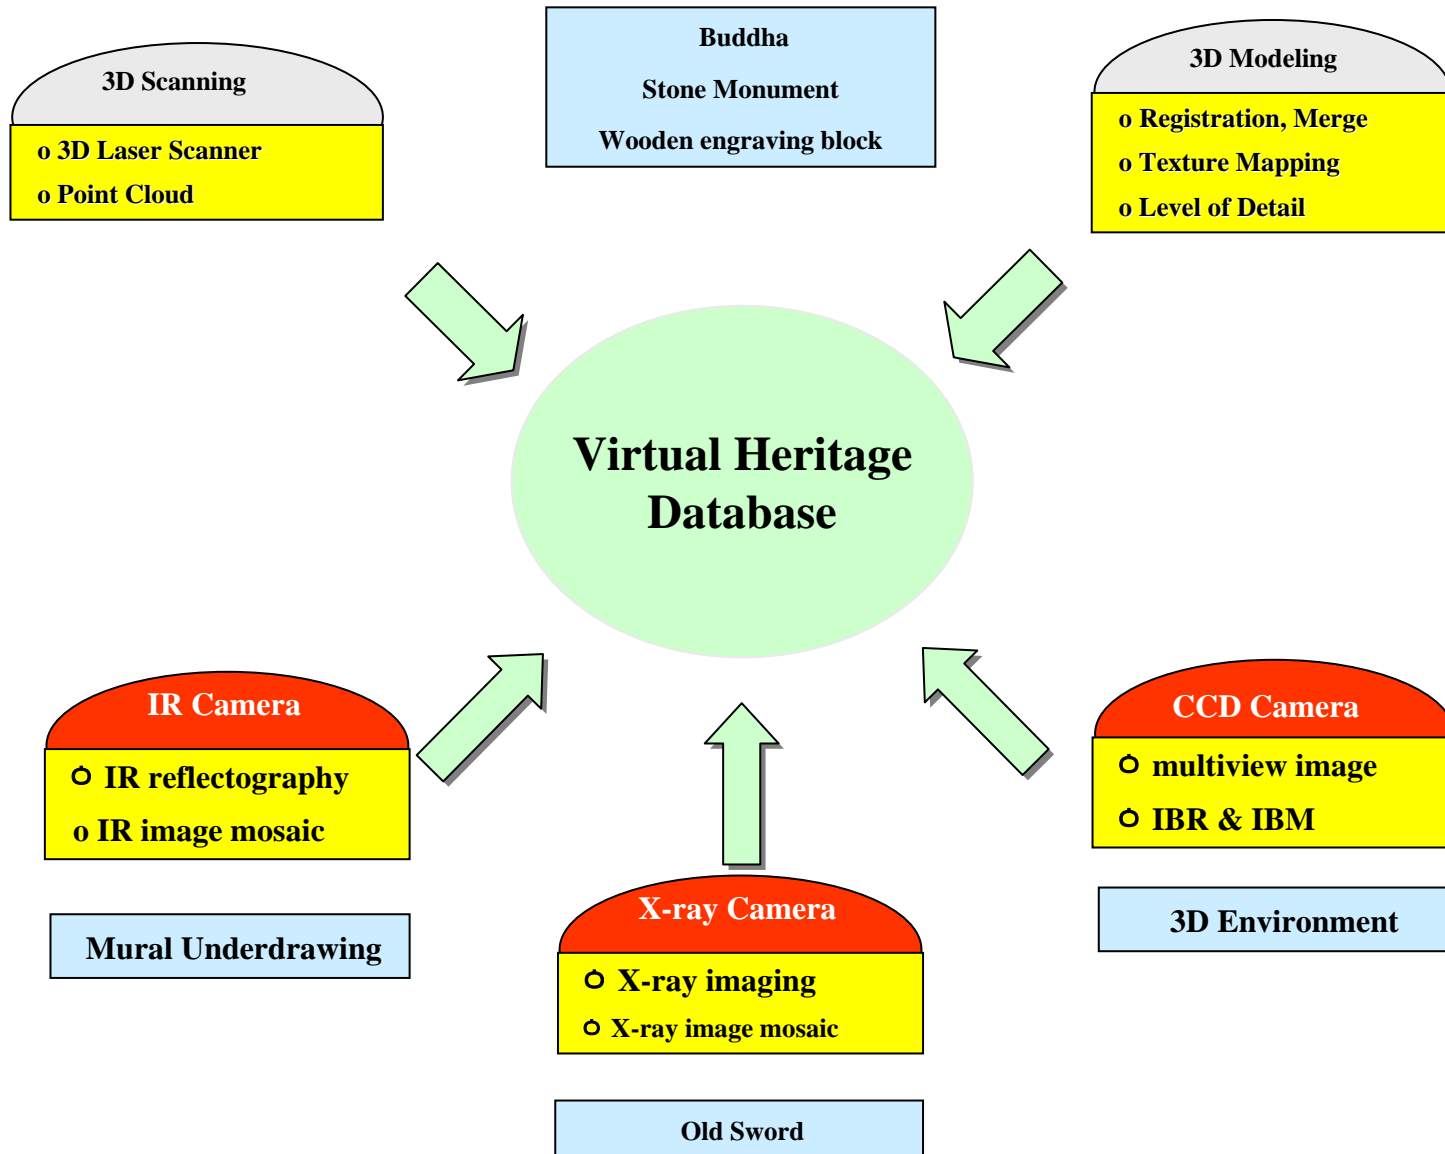 3D Scanning
o 3D Laser Scanner
o Point Cloud
Buddha
Stone Monument
Wooden engraving block
3D Modeling
o Registration, Merge
o Texture Mapping
o Level of Detail
Virtual Heritage
Database
IR Camera
o IR reflectography
o IR image mosaic
Mural Underdrawing
X-ray Camera
o X-ray imaging
o X-ray image mosaic
Old Sword
CCD Camera
o multiview image
o IBR & IBM
3D Environment